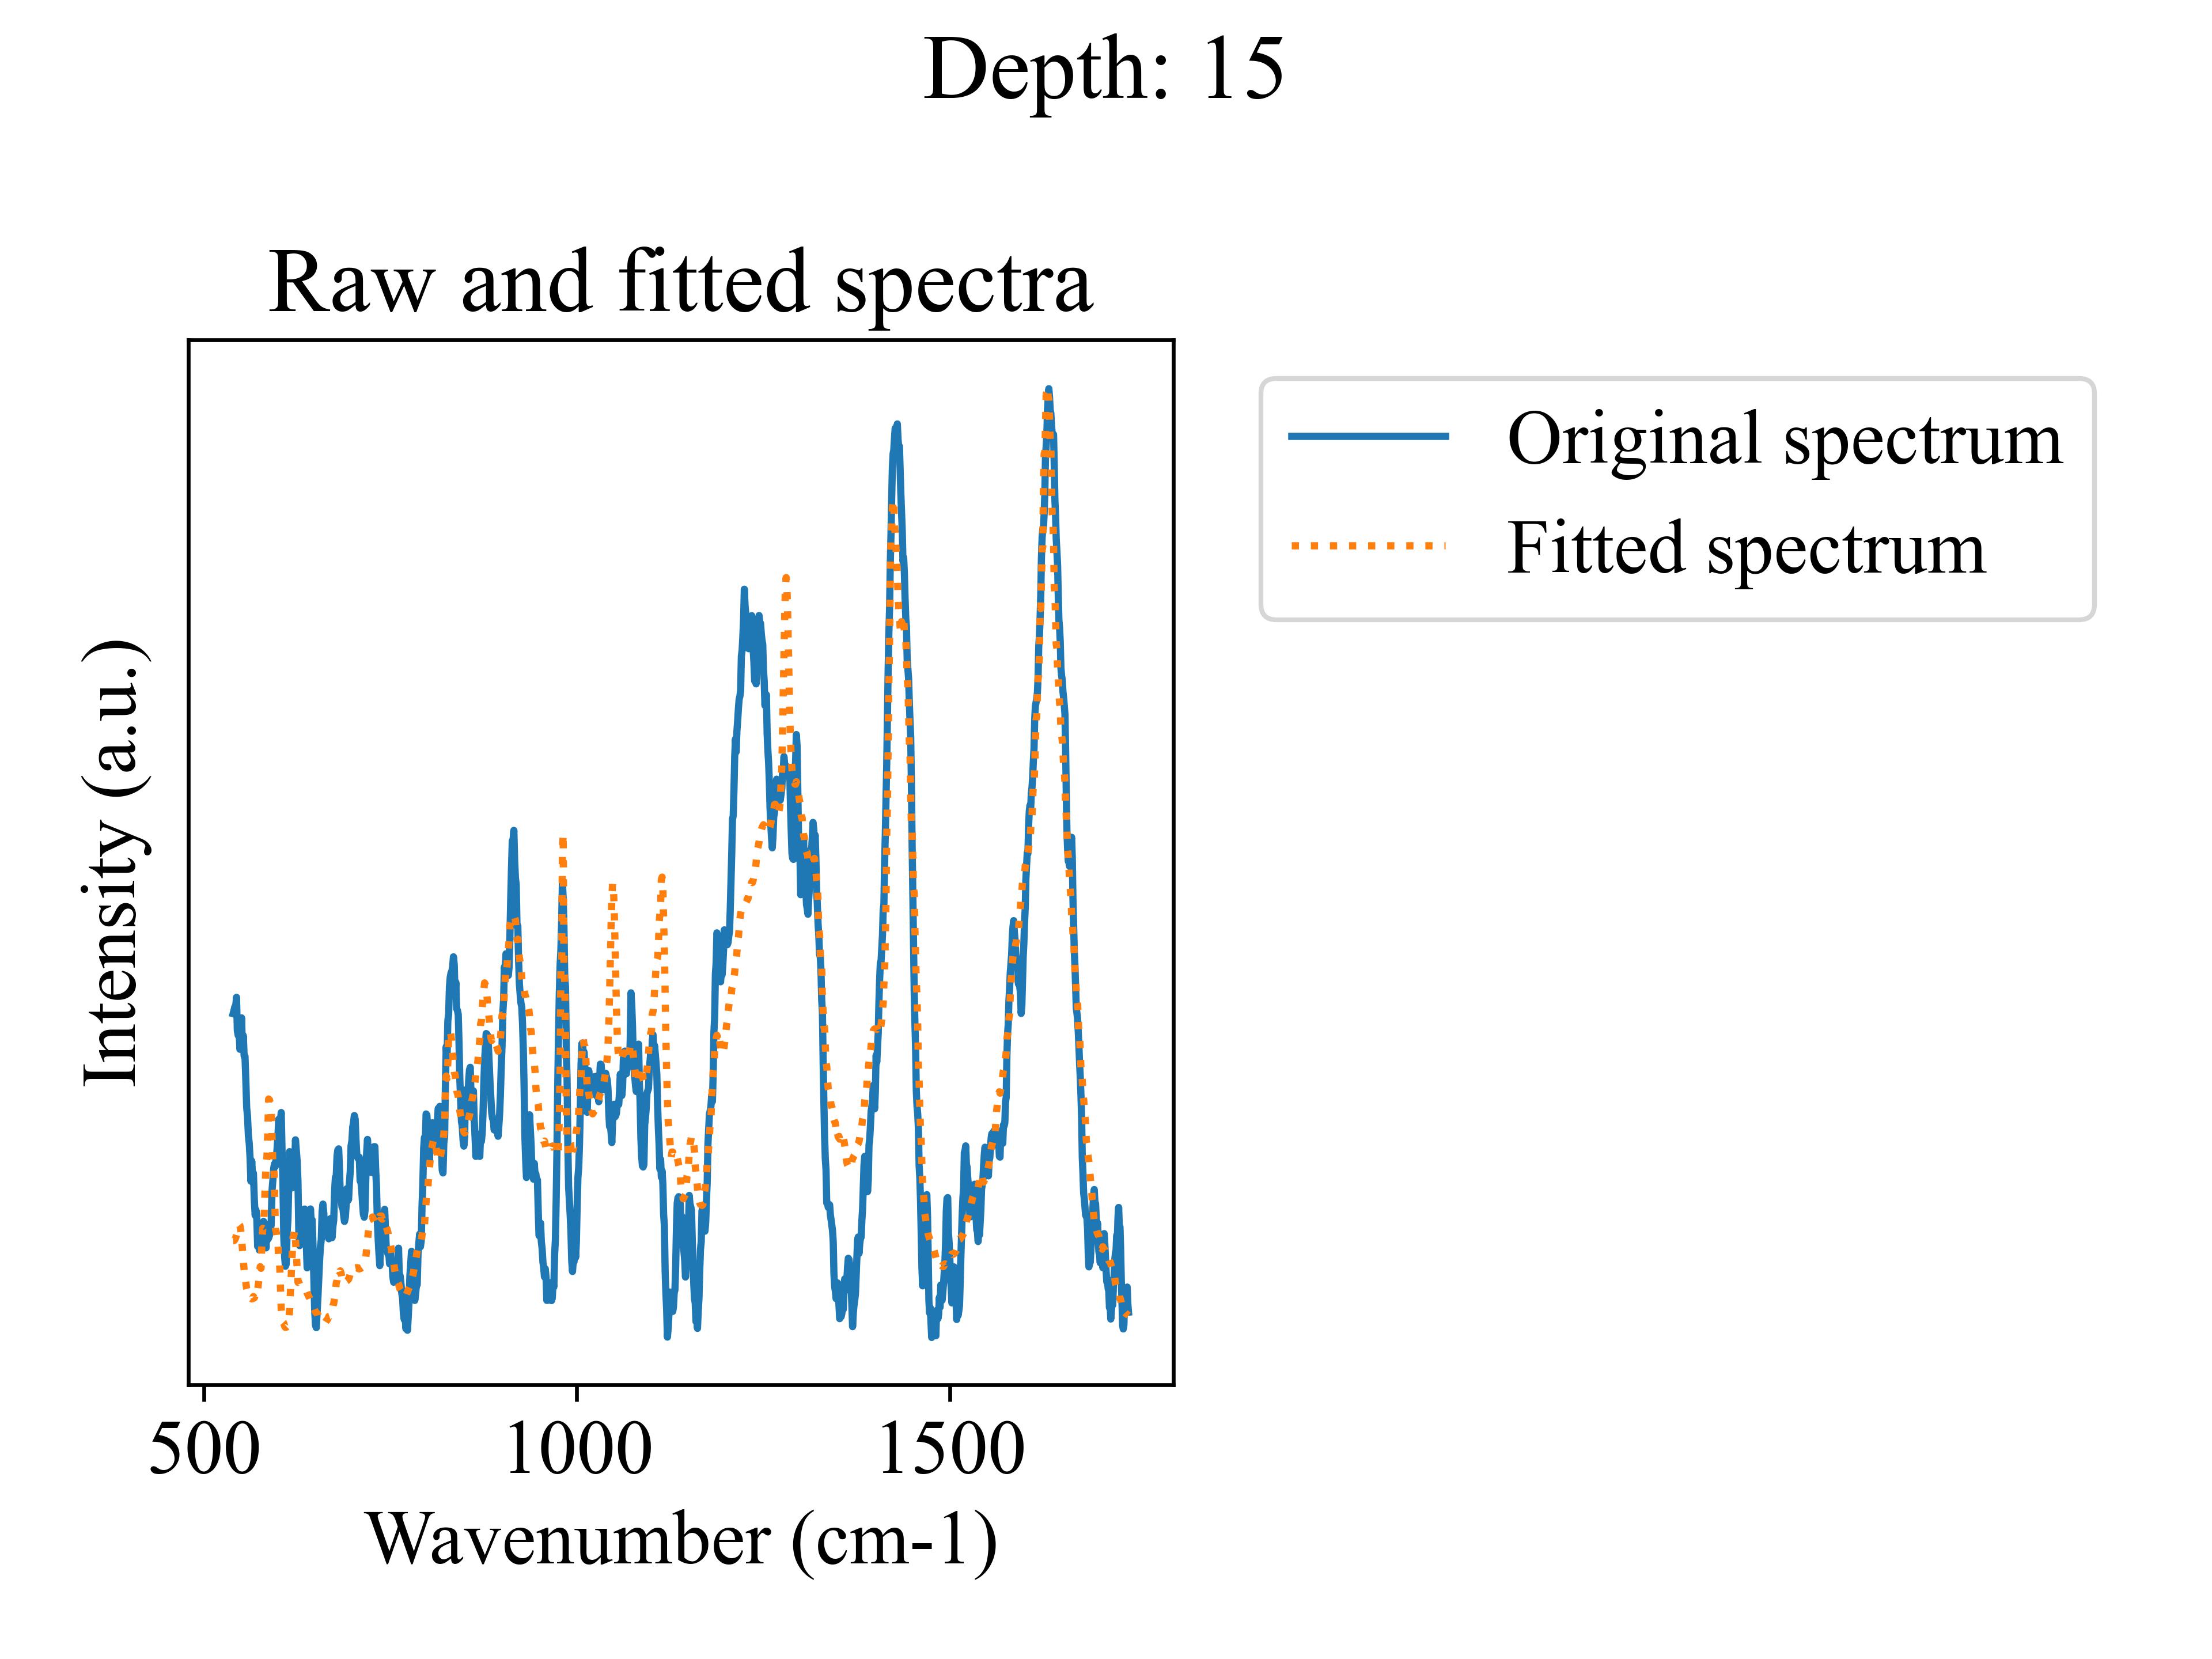 Depth: 15
Raw and fitted spectra
Original spectrum
Fitted spectrum
Intensity (a.u.)
500 1000 1500
Wavenumber (cm-1)